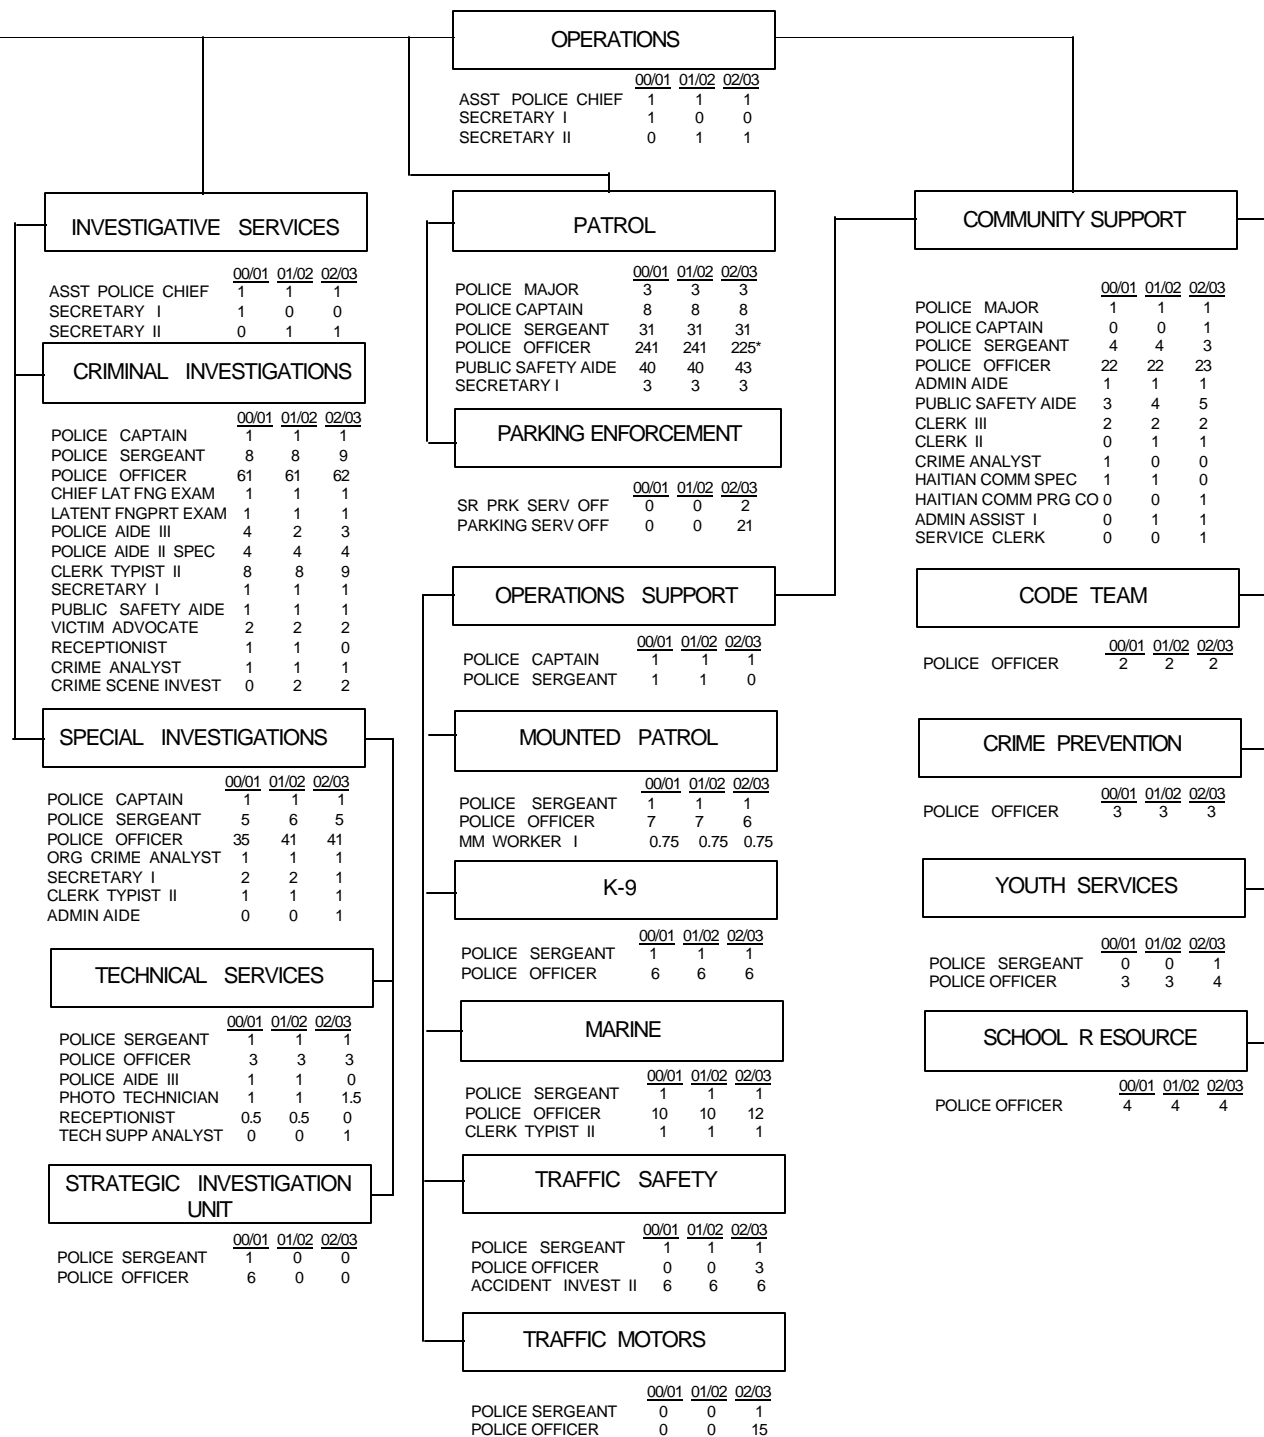 OPERATIONS
00/01 01/02 02/03
ASST POLICE CHIEF 1 1 1
SECRETARY I 1 0 0
SECRETARY II 0 1 1
INVESTIGATIVE SERVICES
00/01 01/02 02/03
ASST POLICE CHIEF 1 1 1
SECRETARY I 1 0 0
SECRETARY II 0 1 1
CRIMINAL INVESTIGATIONS
00/01 01/02 02/03
POLICE CAPTAIN 1 1 1
POLICE SERGEANT 8 8 9
POLICE OFFICER 61 61 62
CHIEF LAT FNG EXAM 1 1 1
LATENT FNGPRT EXAM 1 1 1
POLICE AIDE III 4 2 3
POLICE AIDE II SPEC 4 4 4
CLERK TYPIST II 8 8 9
SECRETARY I 1 1 1
PUBLIC SAFETY AIDE 1 1 1
VICTIM ADVOCATE 2 2 2
RECEPTIONIST 1 1 0
CRIME ANALYST 1 1 1
CRIME SCENE INVEST 0 2 2
SPECIAL INVESTIGATIONS
00/01 01/02 02/03
POLICE CAPTAIN 1 1 1
POLICE SERGEANT 5 6 5
POLICE OFFICER 35 41 41
ORG CRIME ANALYST 1 1 1
SECRETARY I 2 2 1
CLERK TYPIST II 1 1 1
ADMIN AIDE 0 0 1
TECHNICAL SERVICES
00/01 01/02 02/03
POLICE SERGEANT 1 1 1
POLICE OFFICER 3 3 3
POLICE AIDE III 1 1 0
PHOTO TECHNICIAN 1 1 1.5
RECEPTIONIST 0.5 0.5 0
TECH SUPP ANALYST 0 0 1
STRATEGIC INVESTIGATION
UNIT
00/01 01/02 02/03
POLICE SERGEANT 1 0 0
POLICE OFFICER 6 0 0
PATROL
00/01 01/02 02/03
POLICE MAJOR 3 3 3
POLICE CAPTAIN 8 8 8
POLICE SERGEANT 31 31 31
POLICE OFFICER 241 241 225*
PUBLIC SAFETY AIDE 40 40 43
SECRETARY I 3 3 3
PARKING ENFORCEMENT
00/01 01/02 02/03
SR PRK SERV OFF 0 0 2
PARKING SERV OFF 0 0 21
OPERATIONS SUPPORT
00/01 01/02 02/03
POLICE CAPTAIN 1 1 1
POLICE SERGEANT 1 1 0
MOUNTED PATROL
00/01 01/02 02/03
POLICE SERGEANT 1 1 1
POLICE OFFICER 7 7 6
MM WORKER I 0.75 0.75 0.75
K-9
00/01 01/02 02/03
POLICE SERGEANT 1 1 1
POLICE OFFICER 6 6 6
MARINE
00/01 01/02 02/03
POLICE SERGEANT 1 1 1
POLICE OFFICER 10 10 12
CLERK TYPIST II 1 1 1
TRAFFIC SAFETY
00/01 01/02 02/03
POLICE SERGEANT 1 1 1
POLICE OFFICER 0 0 3
ACCIDENT INVEST II 6 6 6
TRAFFIC MOTORS
00/01 01/02 02/03
POLICE SERGEANT 0 0 1
POLICE OFFICER 0 0 15
COMMUNITY SUPPORT
00/01 01/02 02/03
POLICE MAJOR 1 1 1
POLICE CAPTAIN 0 0 1
POLICE SERGEANT 4 4 3
POLICE OFFICER 22 22 23
ADMIN AIDE 1 1 1
PUBLIC SAFETY AIDE 3 4 5
CLERK III 2 2 2
CLERK II 0 1 1
CRIME ANALYST 1 0 0
HAITIAN COMM SPEC 1 1 0
HAITIAN COMM PRG CO 0 0 1
ADMIN ASSIST I 0 1 1
SERVICE CLERK 0 0 1
CODE TEAM
00/01 01/02 02/03
POLICE OFFICER 2 2 2
CRIME PREVENTION
00/01 01/02 02/03
POLICE OFFICER 3 3 3
YOUTH SERVICES
00/01 01/02 02/03
POLICE SERGEANT 0 0 1
POLICE OFFICER 3 3 4
SCHOOL R ESOURCE
00/01 01/02 02/03
POLICE OFFICER 4 4 4